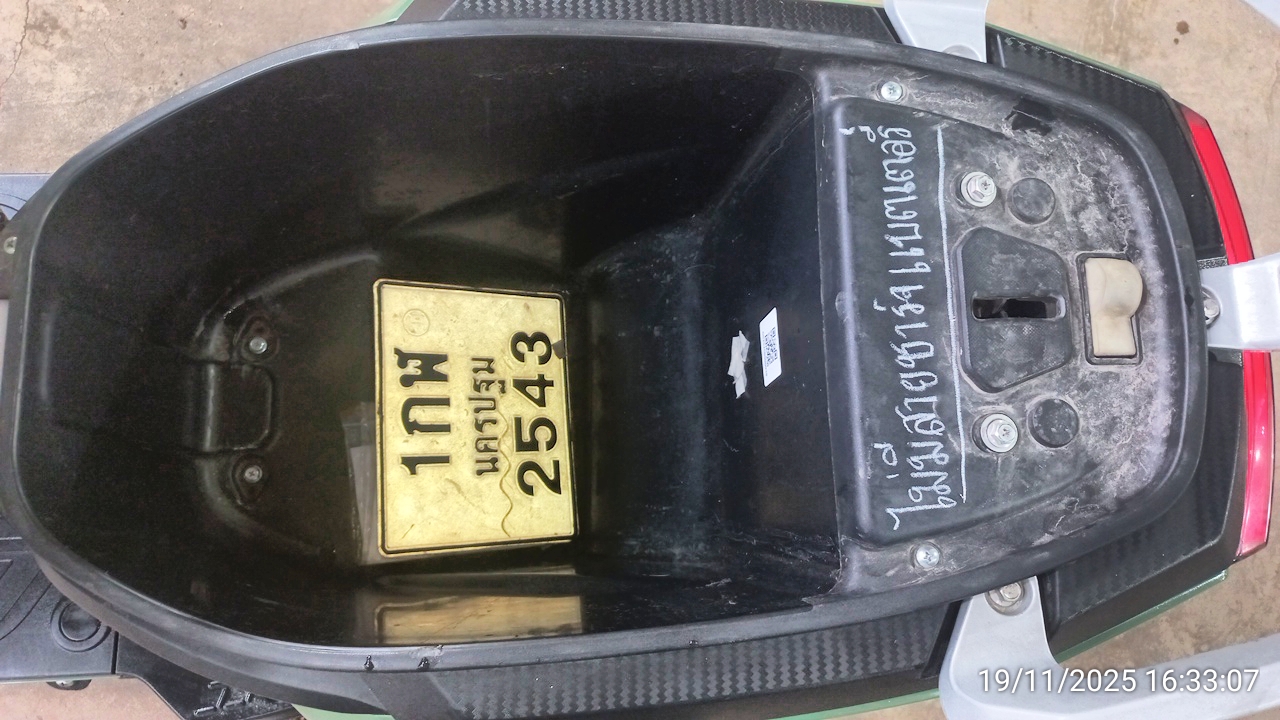 ไม่มีสายชาร์จแบตเตอรี่
1กฬ
นครปฐม
2543
19/11/2025 16:33:07